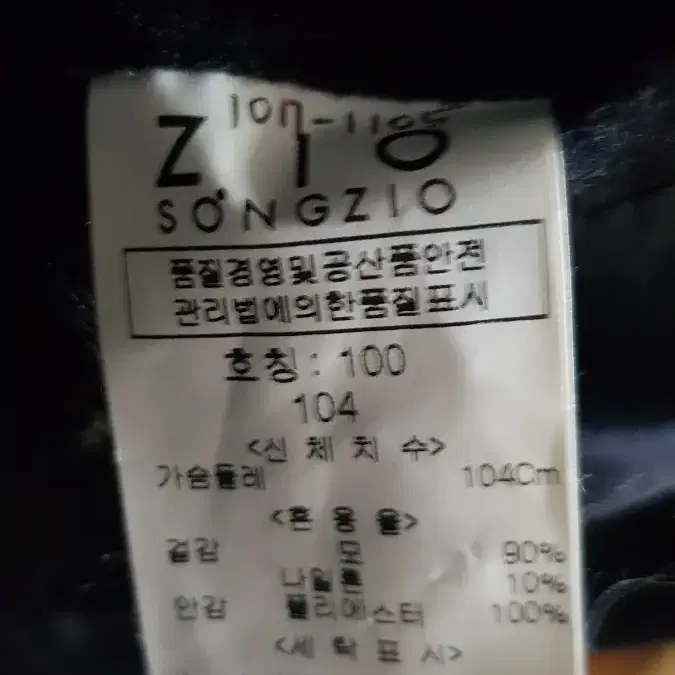 ZIO
SONGZIO
품질경영및공산품안전
관리법에의한품질표시
호칭: 100
104
<신 체 치 수>
가슴둘레 104Cm
<혼 용 율>
겉감 모 90%
나일론 10%
안감 폴리에스터 100%
<세 탁 표 시>